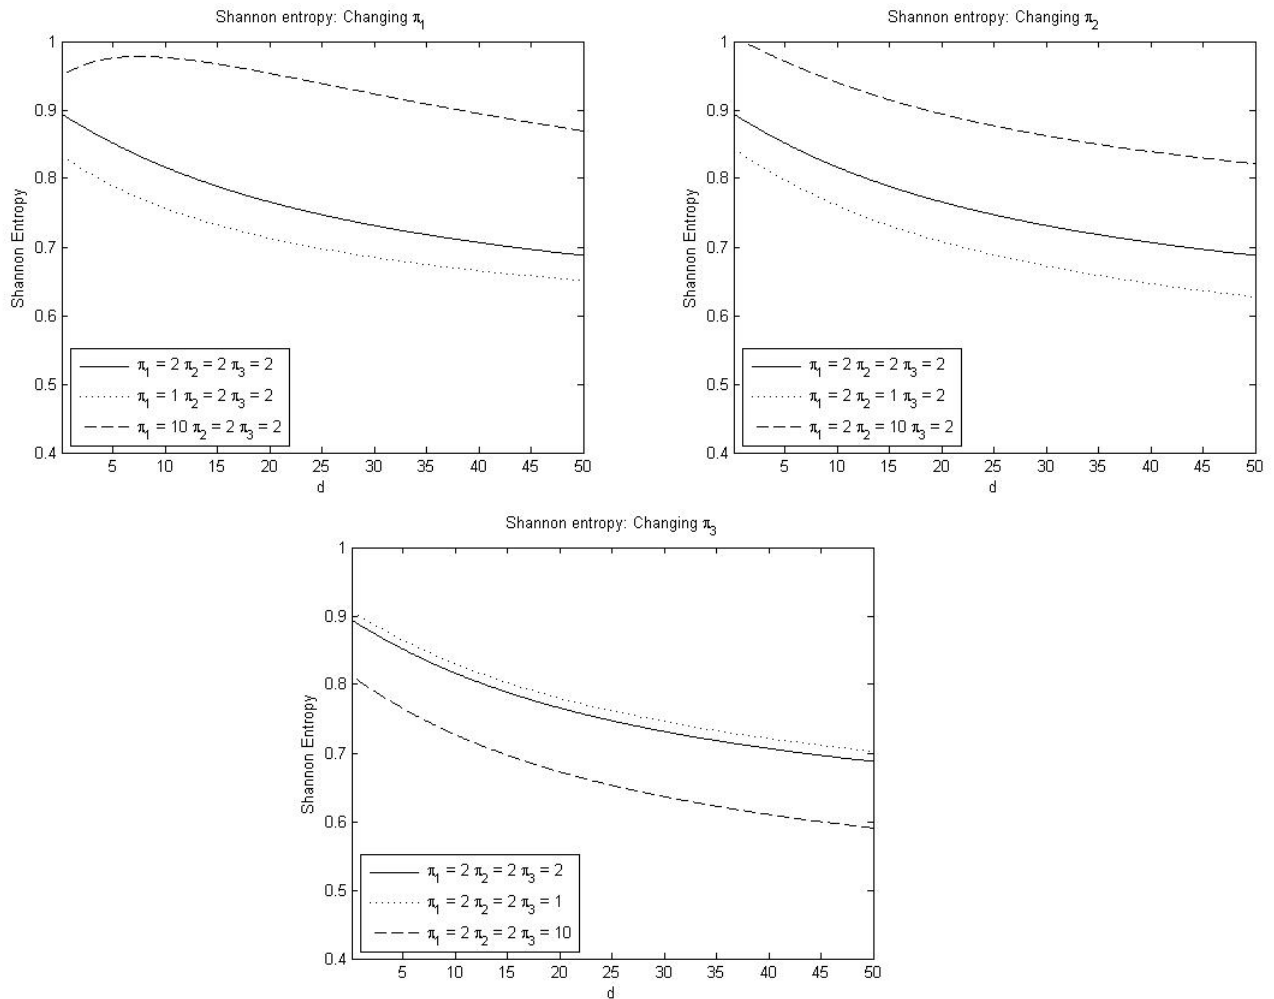 Shannon entropy: Changing π1
1
0.9
0.8
0.7
0.6
0.5
0.4
Shannon Entropy
π1 = 2 π2 = 2 π3 = 2
π1 = 1 π2 = 2 π3 = 2
π1 = 10 π2 = 2 π3 = 2
5 10 15 20 25 30 35 40 45 50
d
Shannon entropy: Changing π2
1
0.9
0.8
0.7
0.6
0.5
0.4
Shannon Entropy
π1 = 2 π2 = 2 π3 = 2
π1 = 2 π2 = 1 π3 = 2
π1 = 2 π2 = 10 π3 = 2
5 10 15 20 25 30 35 40 45 50
d
Shannon entropy: Changing π3
1
0.9
0.8
0.7
0.6
0.5
0.4
Shannon Entropy
π1 = 2 π2 = 2 π3 = 2
π1 = 2 π2 = 2 π3 = 1
π1 = 2 π2 = 2 π3 = 10
5 10 15 20 25 30 35 40 45 50
d